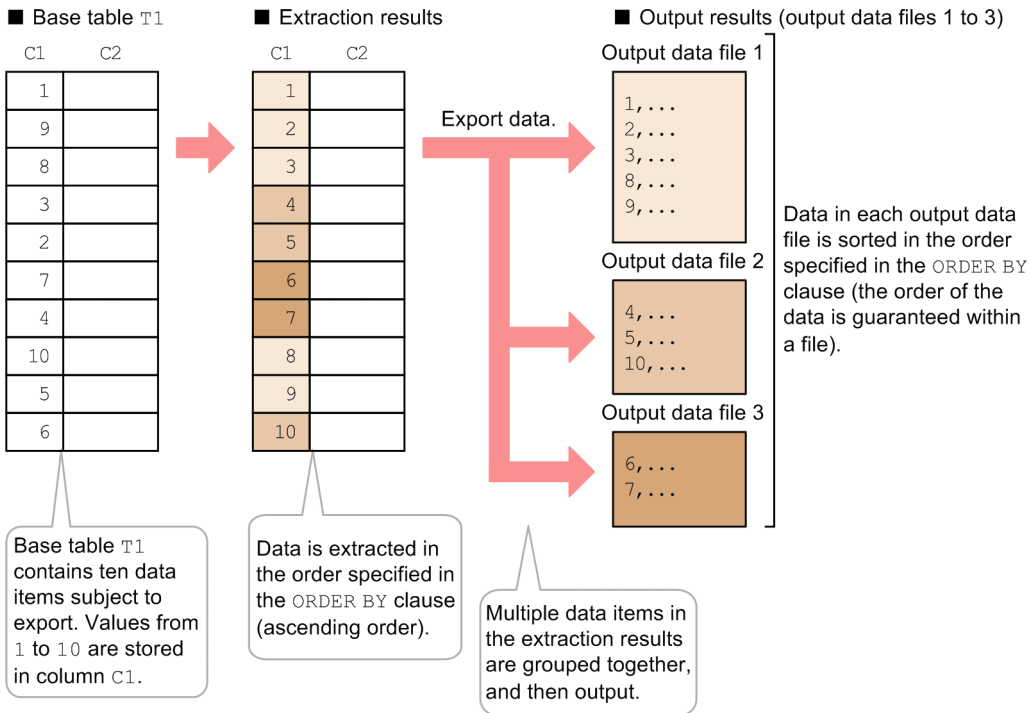 ■ Base table T1
C1 C2
1
9
8
3
2
7
4
10
5
6
Base table T1
contains ten data
items subject to
export. Values from
1 to 10 are stored
in column C1.
■ Extraction results
C1 C2
1
2
3
4
5
6
7
8
9
10
Data is extracted in
the order specified in
the ORDER BY clause
(ascending order).
Export data.
Multiple data items in
the extraction results
are grouped together,
and then output.
■ Output results (output data files 1 to 3)
Output data file 1
1,...
2,...
3,...
8,...
9,...
Output data file 2
4,...
5,...
10,...
Output data file 3
6,...
7,...
Data in each output data
file is sorted in the order
specified in the ORDER BY
clause (the order of the
data is guaranteed within
a file).